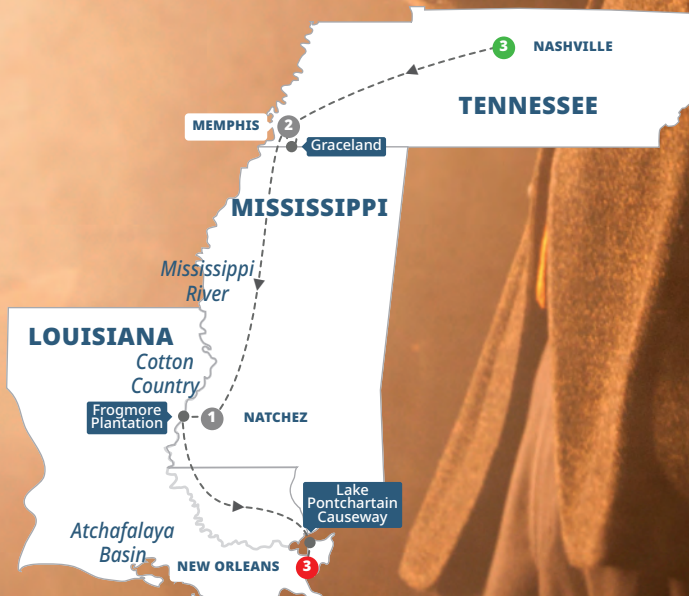 3 NASHVILLE
TENNESSEE
MEMPHIS 2
Graceland
MISSISSIPPI
Mississippi
River
LOUISIANA
Cotton
Country
Frogmore
Plantation
1 NATCHEZ
Lake
Pontchartain
Causeway
Atchafalaya
Basin
NEW ORLEANS 3